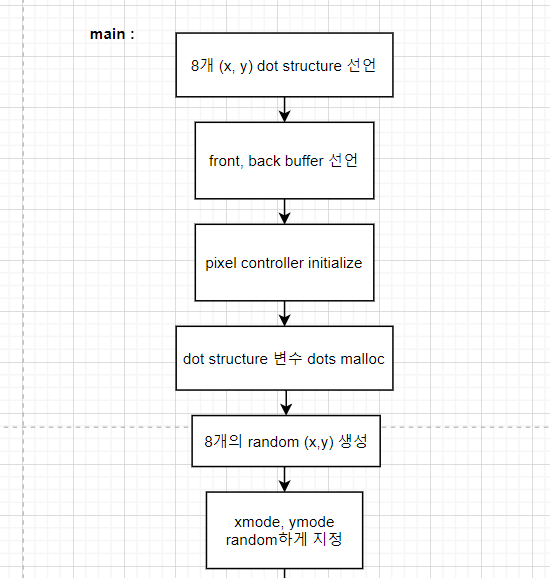 main :
8개 (x, y) dot structure 선언
front, back buffer 선언
pixel controller initialize
dot structure 변수 dots malloc
8개의 random (x,y) 생성
xmode, ymode
random하게 지정